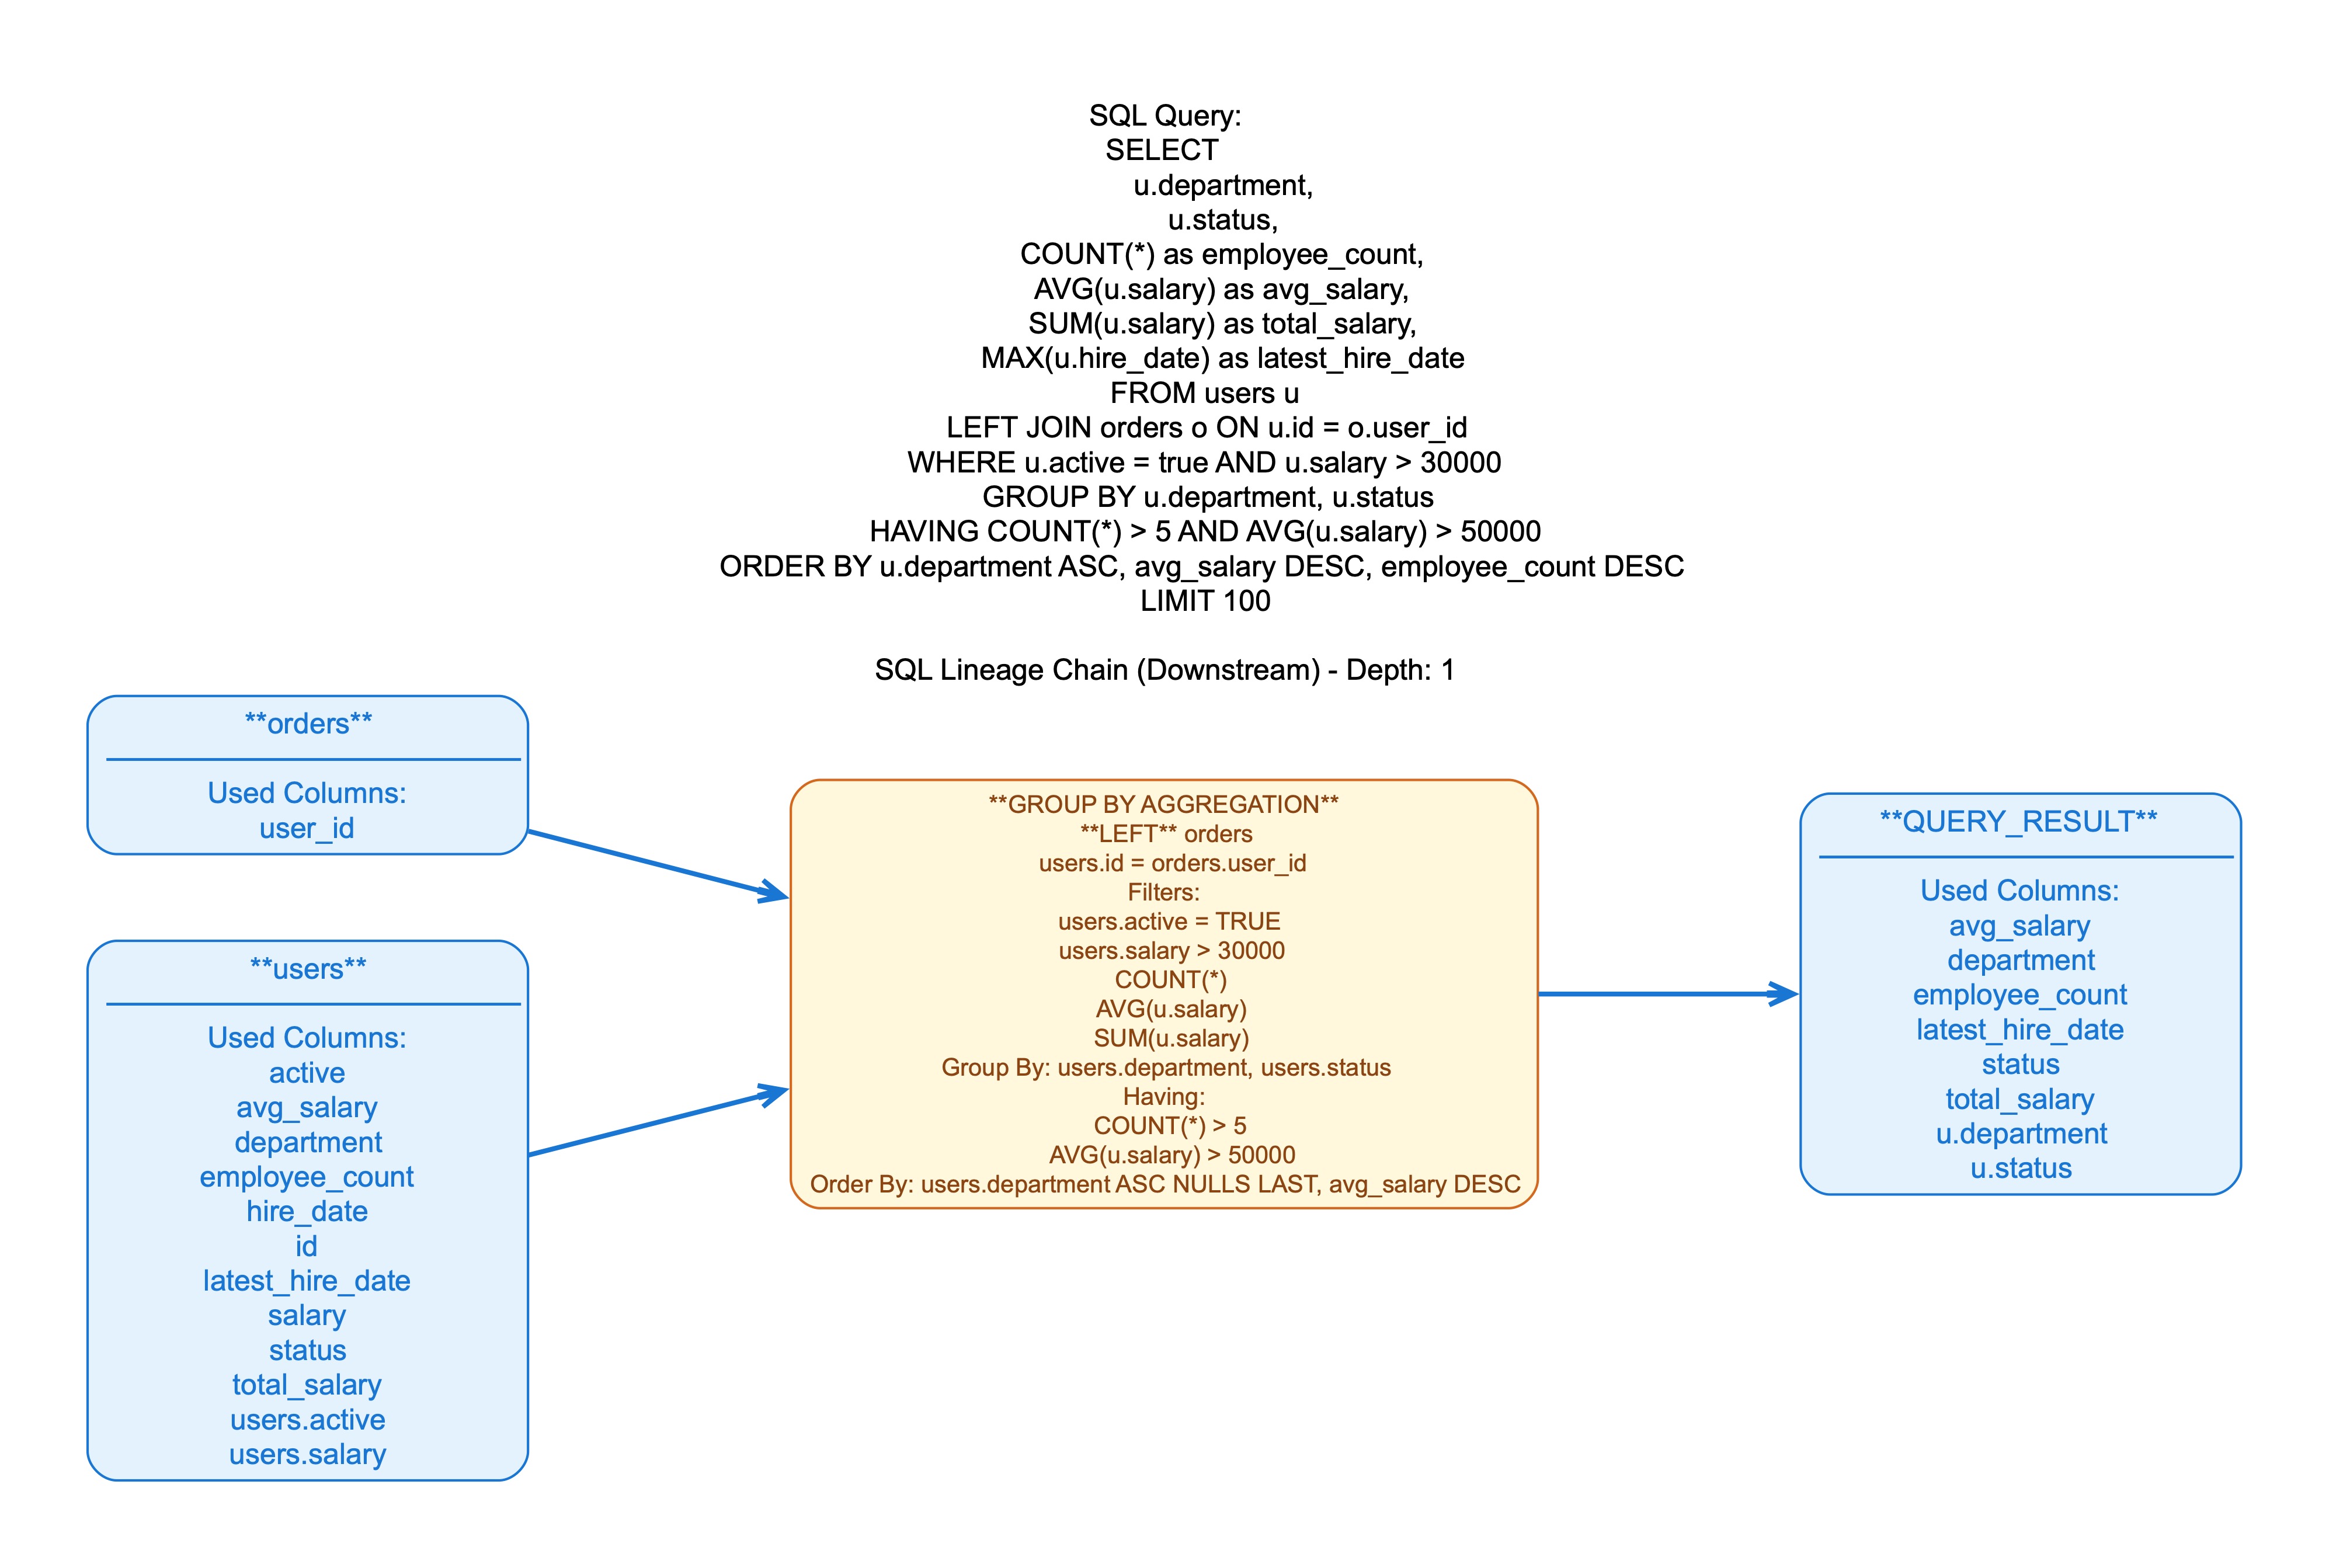 SQL Query:
SELECT
u.department,
u.status,
COUNT(*) as employee_count,
AVG(u.salary) as avg_salary,
SUM(u.salary) as total_salary,
MAX(u.hire_date) as latest_hire_date
FROM users u
LEFT JOIN orders o ON u.id = o.user_id
WHERE u.active = true AND u.salary > 30000
GROUP BY u.department, u.status
HAVING COUNT(*) > 5 AND AVG(u.salary) > 50000
ORDER BY u.department ASC, avg_salary DESC, employee_count DESC
LIMIT 100
SQL Lineage Chain (Downstream) - Depth: 1
**orders**
Used Columns:
user_id
**users**
Used Columns:
active
avg_salary
department
employee_count
hire_date
id
latest_hire_date
salary
status
total_salary
users.active
users.salary
**GROUP BY AGGREGATION**
**LEFT** orders
users.id = orders.user_id
Filters:
users.active = TRUE
users.salary > 30000
COUNT(*)
AVG(u.salary)
SUM(u.salary)
Group By: users.department, users.status
Having:
COUNT(*) > 5
AVG(u.salary) > 50000
Order By: users.department ASC NULLS LAST, avg_salary DESC
**QUERY_RESULT**
Used Columns:
avg_salary
department
employee_count
latest_hire_date
status
total_salary
u.department
u.status